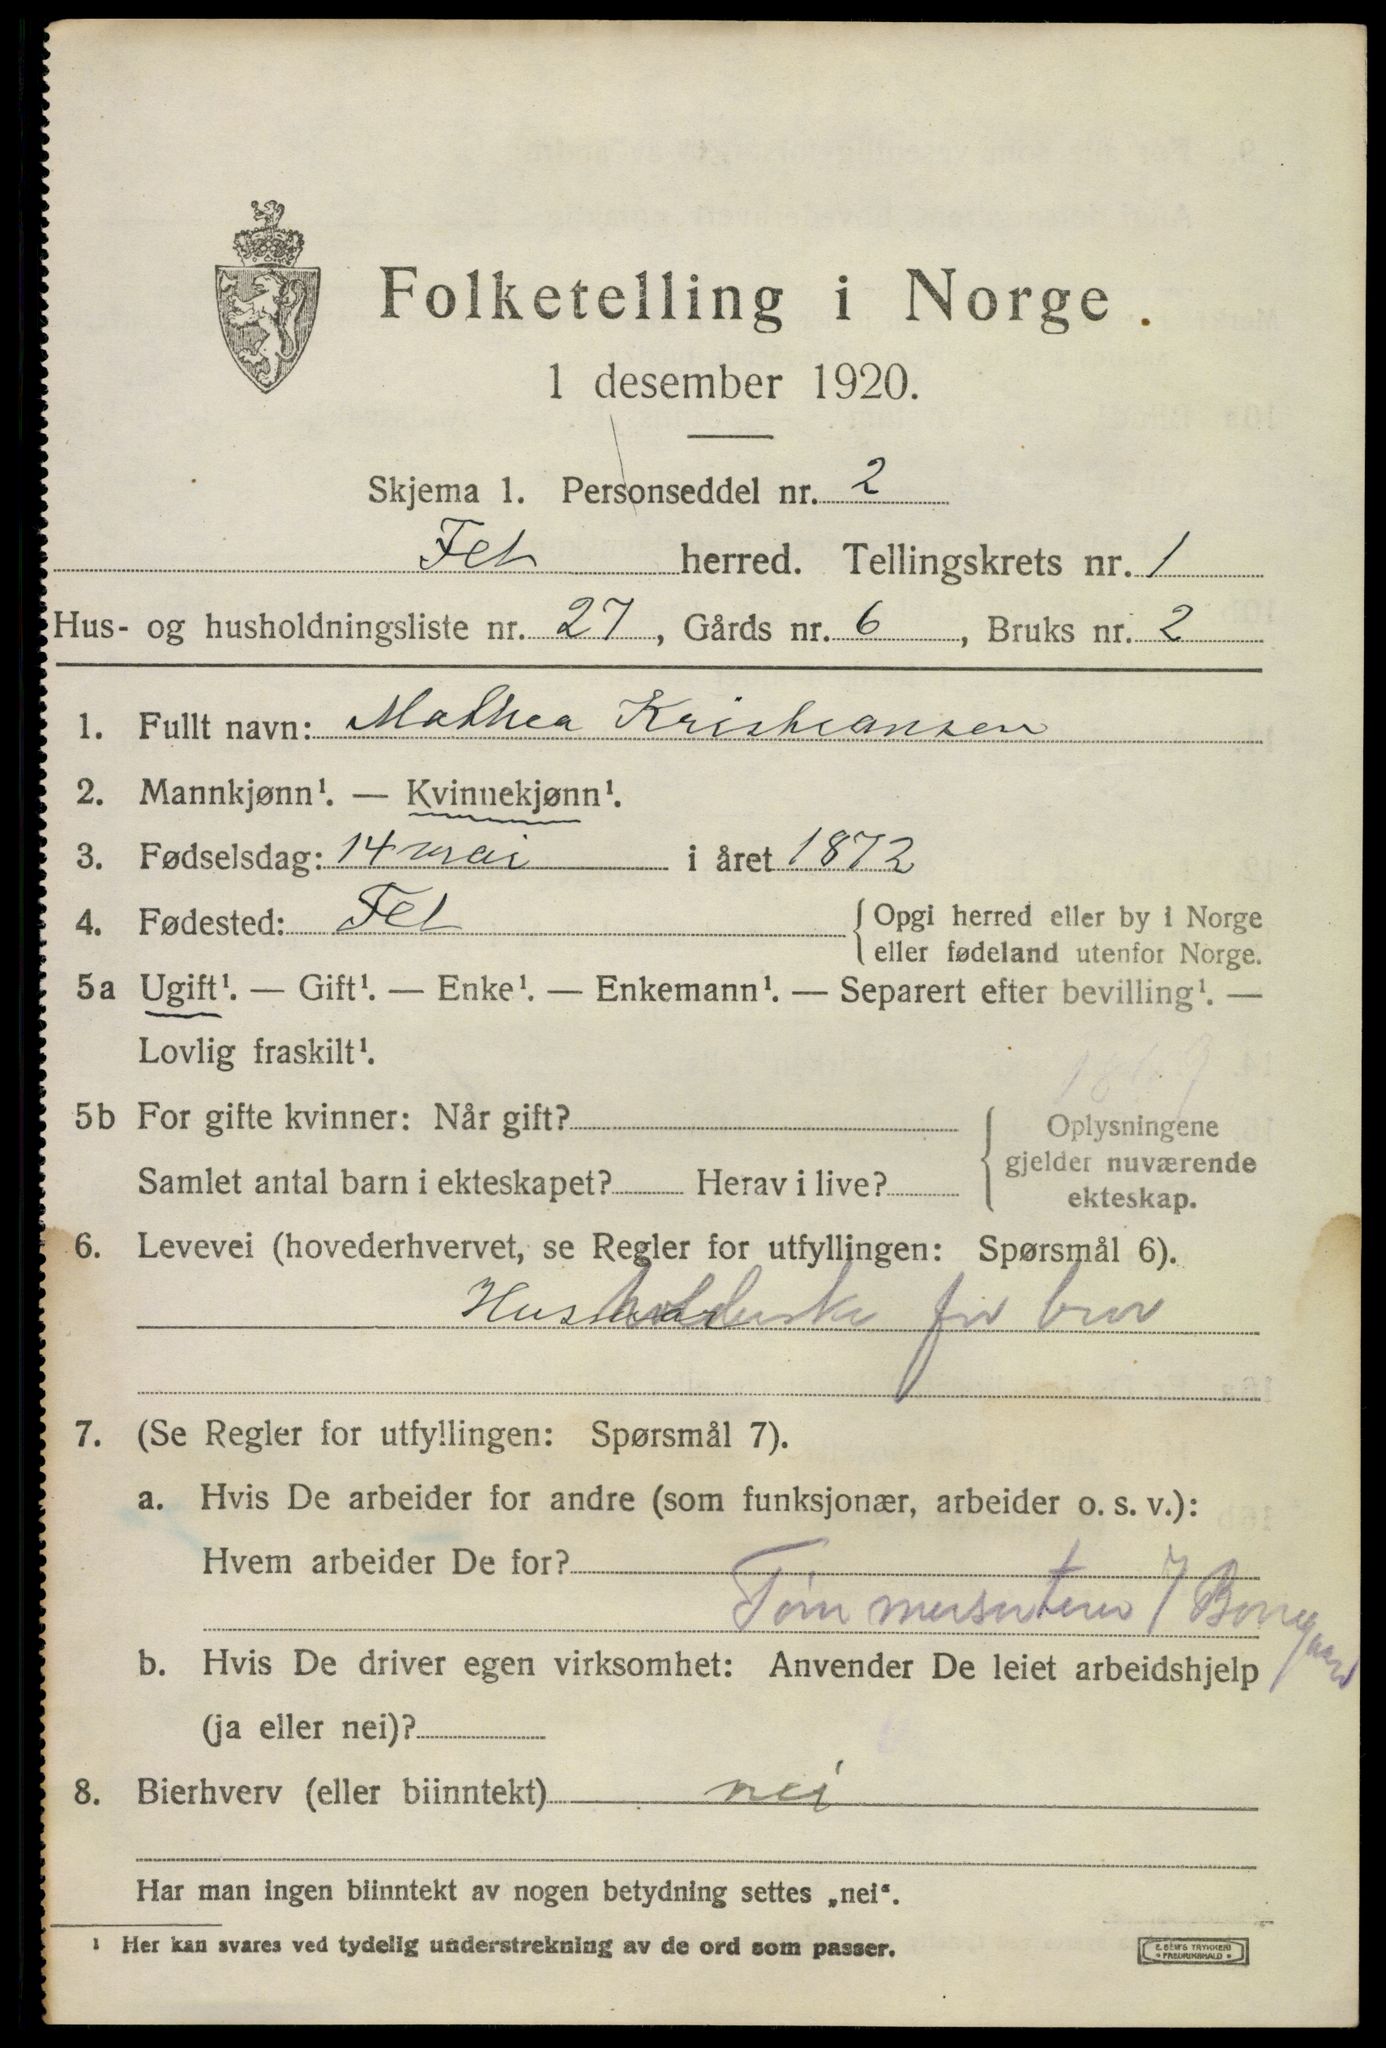 Folketelling i Norge
1 desember 1920.
Skjema 1. Personseddel nr. 2
Fet herred. Tellingskrets nr. 1
Hus- og husholdningsliste nr. 27, Gårds nr. 6, Bruks nr. 2
1. Fullt navn: Mathea Kristiansen
2. Mannkjønn¹. — Kvinnekjønn¹.
3. Fødselsdag: 14 mai i året 1872
4. Fødested: Fet { Opgi herred eller by i Norge
eller fødeland utenfor Norge.
5a Ugift¹. — Gift¹. — Enke¹. — Enkemann¹. — Separert efter bevilling¹. —
Lovlig fraskilt¹.
5b For gifte kvinner: Når gift? { Oplysningene
gjelder nuværende
Samlet antal barn i ekteskapet? Herav i live?
ekteskap.
6. Levevei (hovederhvervet, se Regler for utfyllingen: Spørsmål 6).
for bror
7. (Se Regler for utfyllingen: Spørsmål 7).
a. Hvis De arbeider for andre (som funksjonær, arbeider o. s. v.):
Hvem arbeider De for?
Tømmersorterer
b. Hvis De driver egen virksomhet: Anvender De leiet arbeidshjelp
(ja eller nei)?
8. Bierhverv (eller biinntekt) nei
Har man ingen biinntekt av nogen betydning settes „nei“.
¹ Her kan svares ved tydelig understrekning av de ord som passer.
E. SEM'S TRYKKERI
FREDRIKSHALD